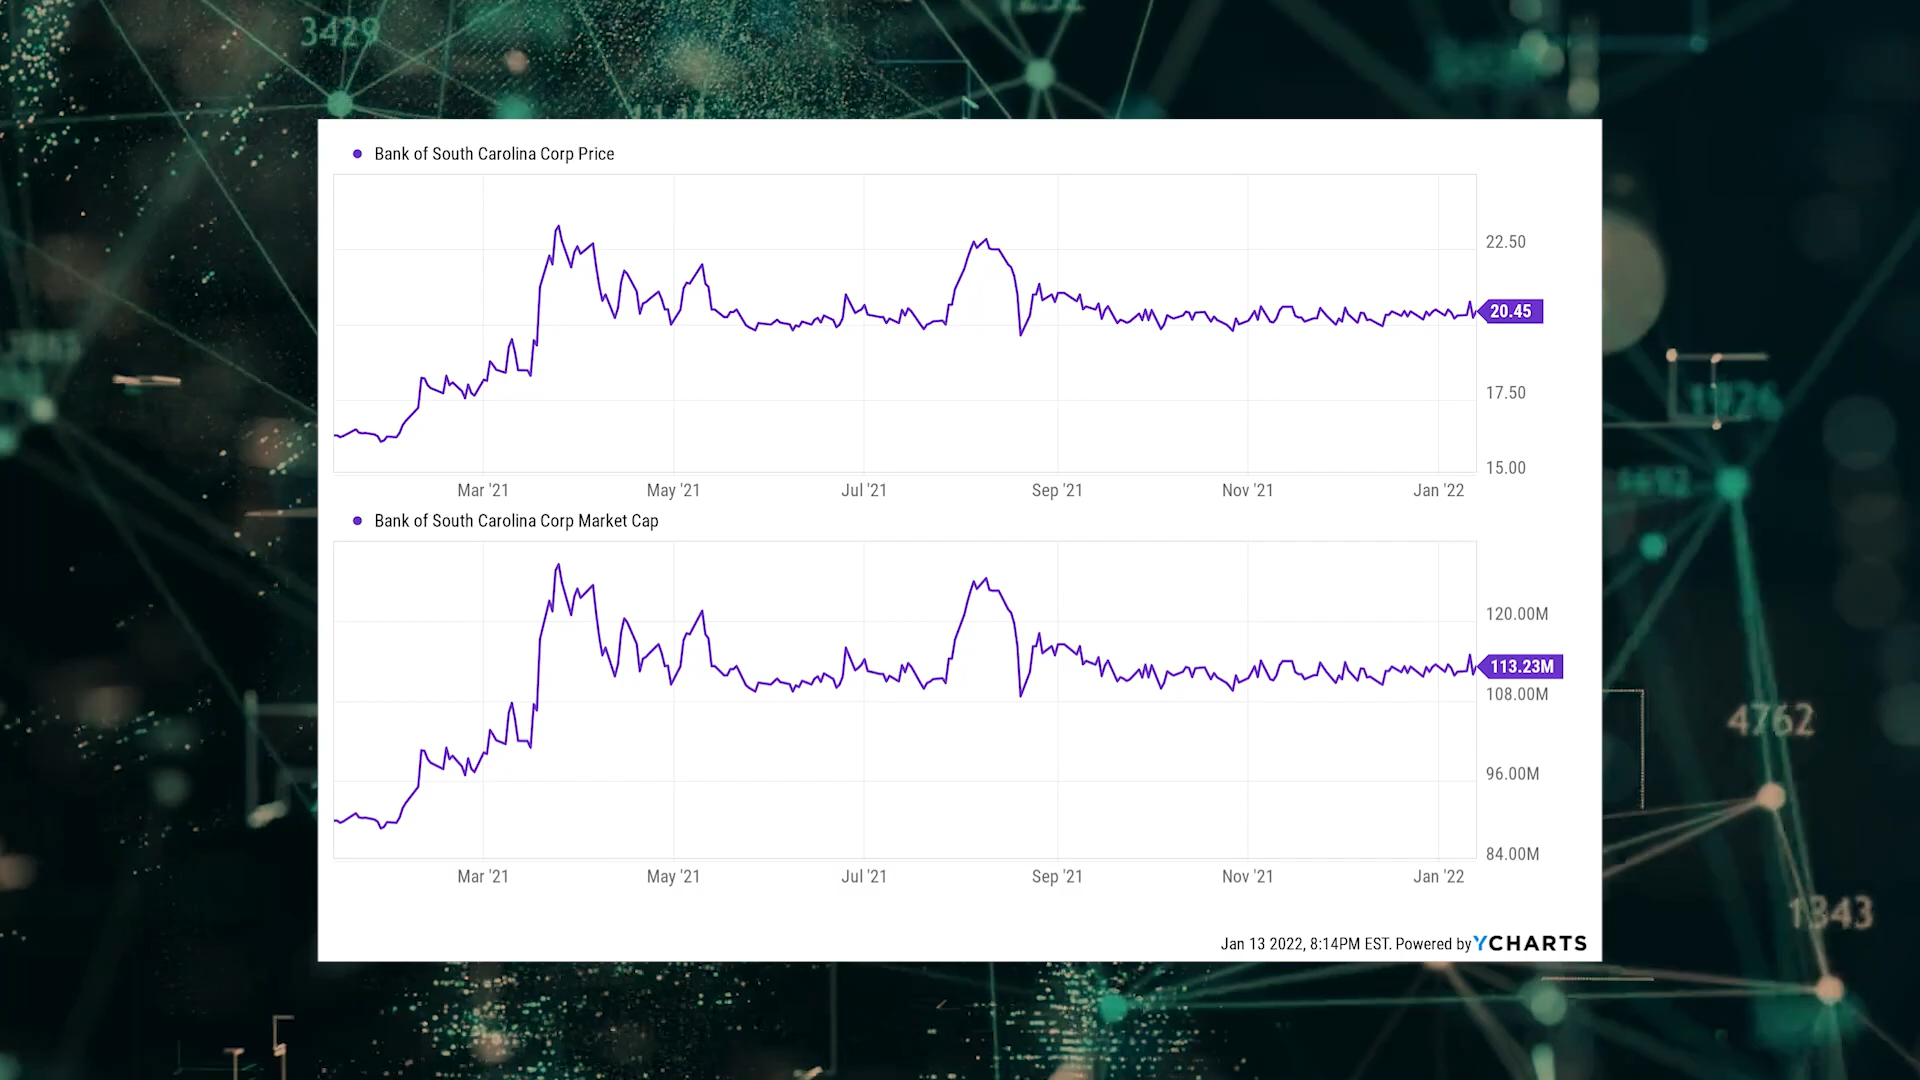 3429
Bank of South Carolina Corp Price
22.50
20.45
17.50
15.00
Mar '21 May '21 Jul '21 Sep '21 Nov '21 Jan '22
Bank of South Carolina Corp Market Cap
120.00M
113.23M
108.00M
96.00M
84.00M
Mar '21 May '21 Jul '21 Sep '21 Nov '21 Jan '22
Jan 13 2022, 8:14PM EST. Powered by YCHARTS
4762
1343